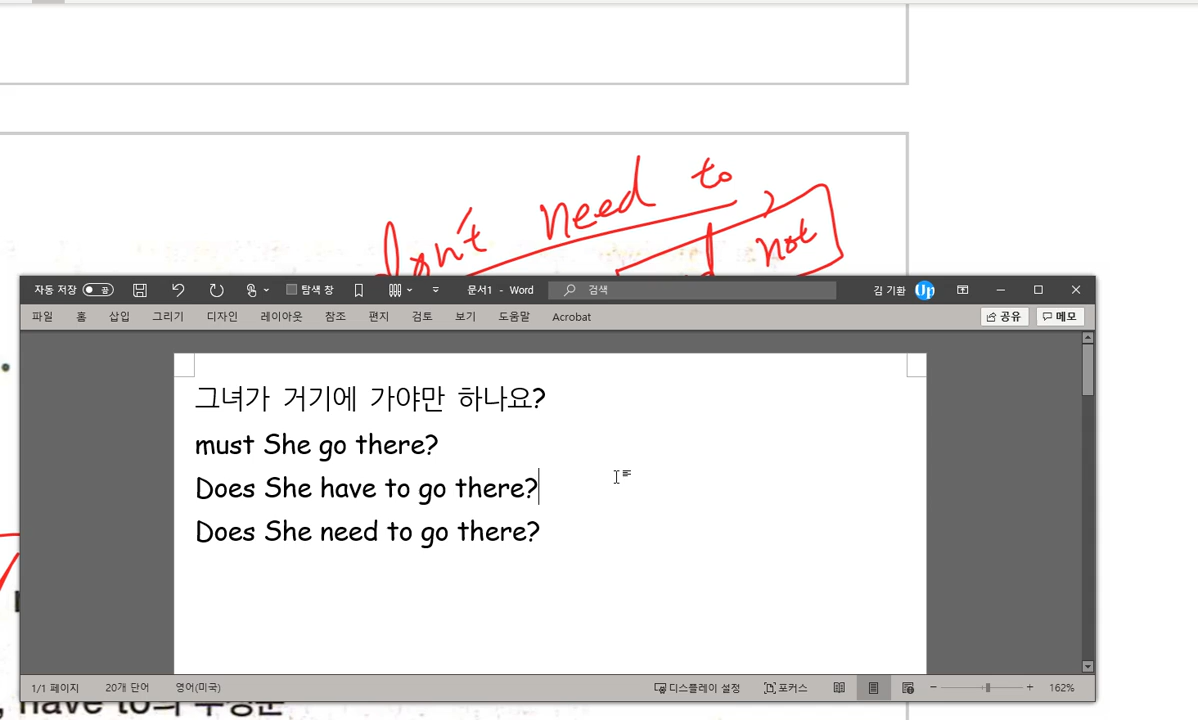 Don't need to
not
자동 저장 끔 탐색 창 문서1 - Word 검색 김 기환 Up
파일 홈 삽입 그리기 디자인 레이아웃 참조 편지 검토 보기 도움말 Acrobat 공유 메모
그녀가 거기에 가야만 하나요?
must She go there?
Does She have to go there?
Does She need to go there?
1/1 페이지 20개 단어 영어(미국) 디스플레이 설정 포커스 162%
, have to의